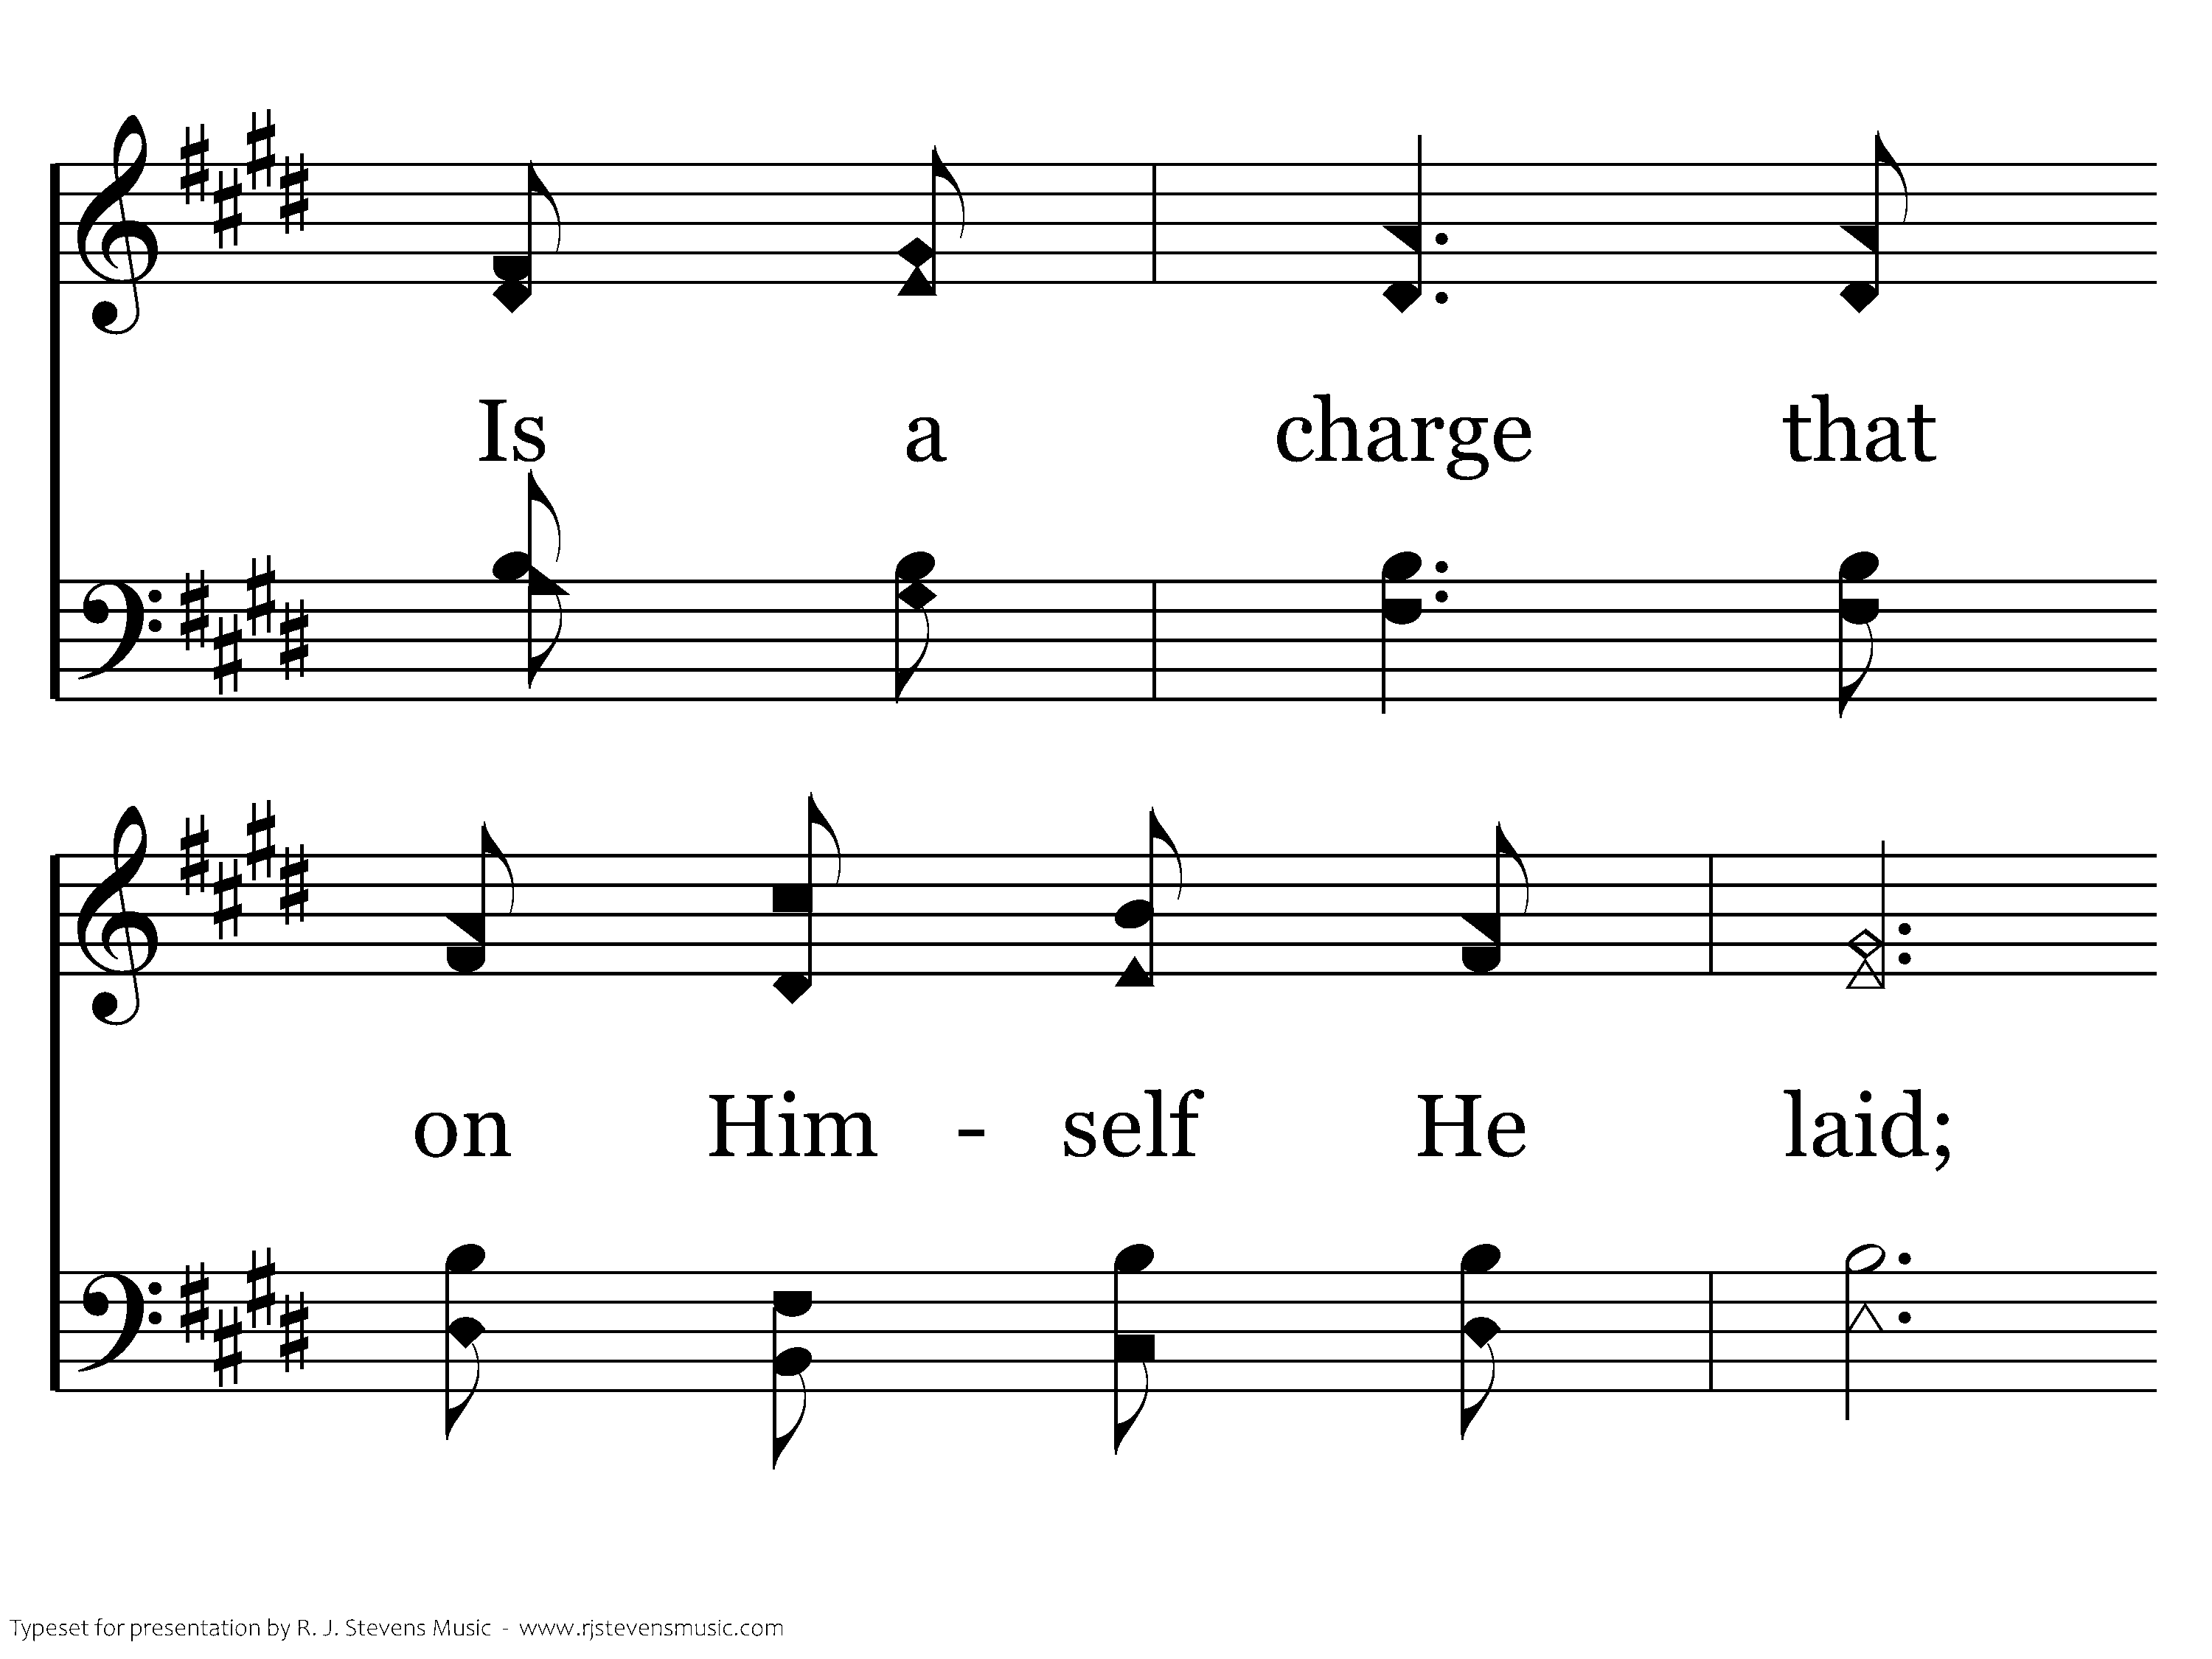 Is a charge that
on Him - self He laid;
Typeset for presentation by R. J. Stevens Music - www.rjstevensmusic.com